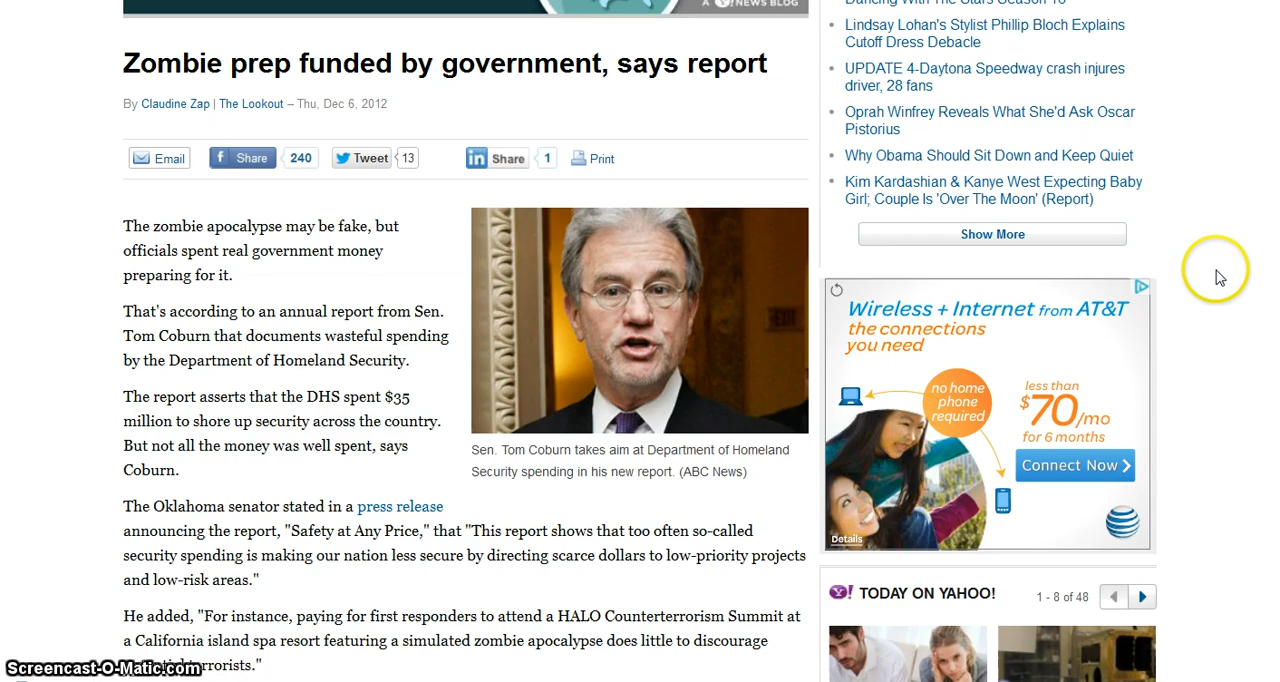 A Y! NEWS BLOG
Zombie prep funded by government, says report
By Claudine Zap | The Lookout – Thu, Dec 6, 2012
Email
f Share 240
Tweet 13
in Share 1
Print
The zombie apocalypse may be fake, but
officials spent real government money
preparing for it.
That's according to an annual report from Sen.
Tom Coburn that documents wasteful spending
by the Department of Homeland Security.
The report asserts that the DHS spent $35
million to shore up security across the country.
But not all the money was well spent, says
Coburn.
Sen. Tom Coburn takes aim at Department of Homeland
Security spending in his new report. (ABC News)
The Oklahoma senator stated in a press release
announcing the report, "Safety at Any Price," that "This report shows that too often so-called
security spending is making our nation less secure by directing scarce dollars to low-priority projects
and low-risk areas."
He added, "For instance, paying for first responders to attend a HALO Counterterrorism Summit at
a California island spa resort featuring a simulated zombie apocalypse does little to discourage
terrorists."
Screencast-O-Matic.com
Dancing With The Stars Season 16
Lindsay Lohan's Stylist Phillip Bloch Explains
Cutoff Dress Debacle
UPDATE 4-Daytona Speedway crash injures
driver, 28 fans
Oprah Winfrey Reveals What She'd Ask Oscar
Pistorius
Why Obama Should Sit Down and Keep Quiet
Kim Kardashian & Kanye West Expecting Baby
Girl; Couple Is 'Over The Moon' (Report)
Show More
Wireless + Internet from AT&T
the connections
you need
no home
phone
required
less than
$70/mo
for 6 months
Connect Now
Details
Y! TODAY ON YAHOO!
1 - 8 of 48